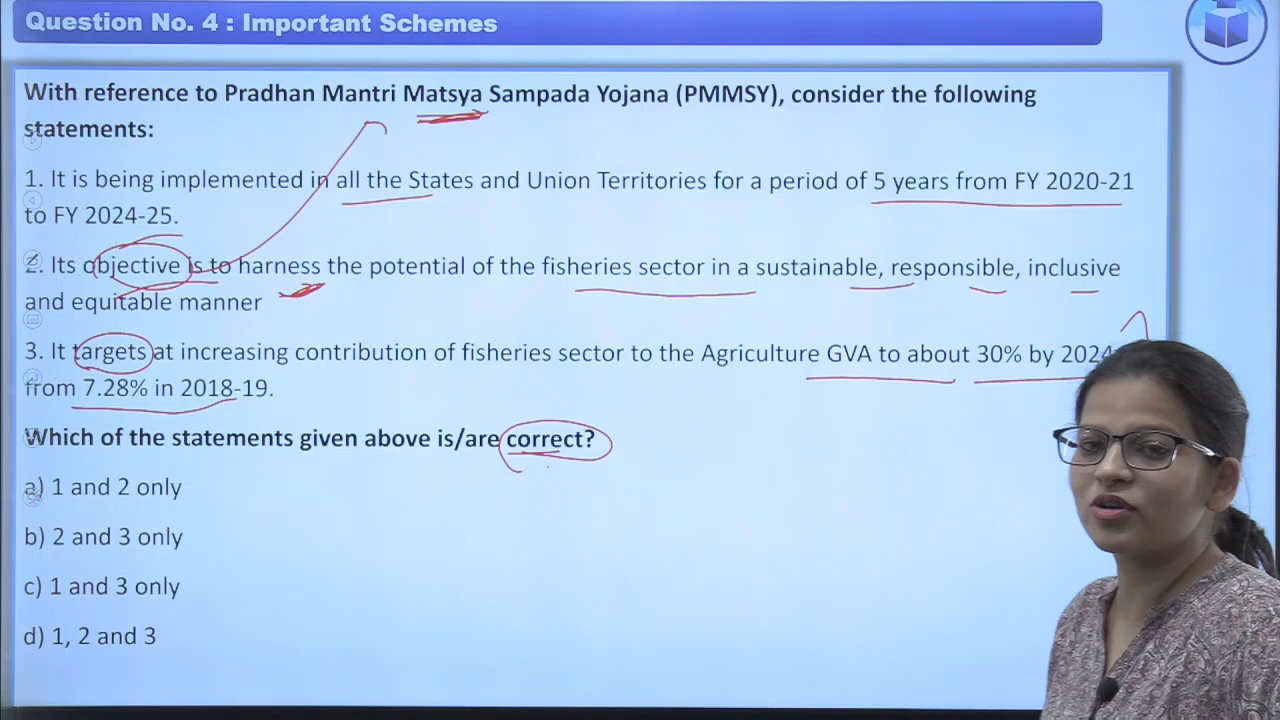 Question No. 4 : Important Schemes
With reference to Pradhan Mantri Matsya Sampada Yojana (PMMSY), consider the following
statements:
1. It is being implemented in all the States and Union Territories for a period of 5 years from FY 2020-21
to FY 2024-25.
2. Its objective is to harness the potential of the fisheries sector in a sustainable, responsible, inclusive
and equitable manner
3. It targets at increasing contribution of fisheries sector to the Agriculture GVA to about 30% by 2024
from 7.28% in 2018-19.
Which of the statements given above is/are correct?
a) 1 and 2 only
b) 2 and 3 only
c) 1 and 3 only
d) 1, 2 and 3